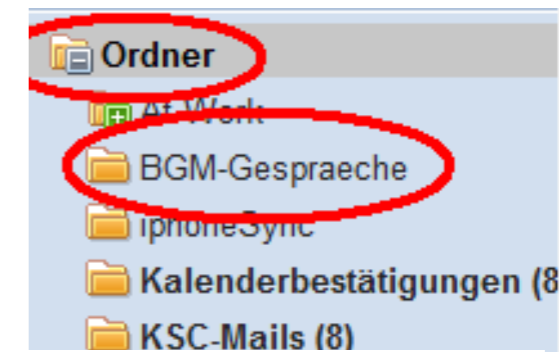 Ordner
At-Work
BGM-Gespraeche
iphoneSync
Kalenderbestätigungen (8
KSC-Mails (8)